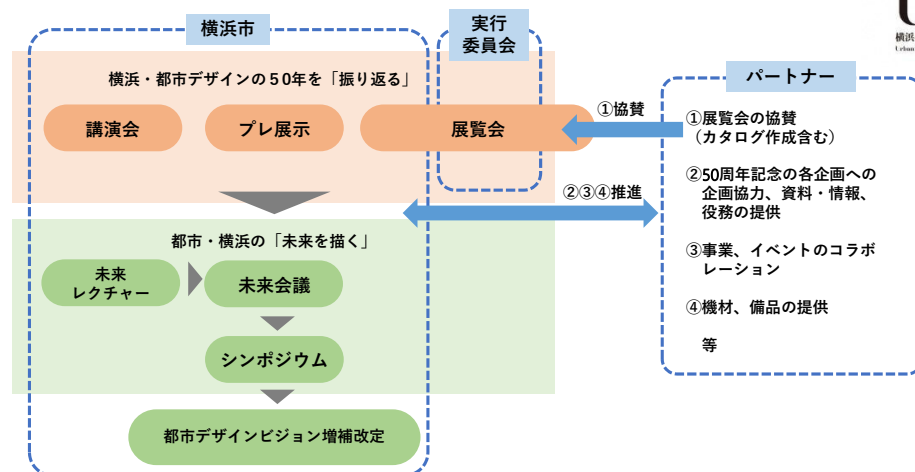 横浜市
実行
委員会
横浜・都市デザインの50年を「振り返る」
講演会
プレ展示
展覧会
①協賛
②③④推進
都市・横浜の「未来を描く」
未来
レクチャー
未来会議
シンポジウム
都市デザインビジョン増補改定
パートナー
①展覧会の協賛
（カタログ作成含む）
②50周年記念の各企画への
企画協力、資料・情報、
役務の提供
③事業、イベントのコラボ
レーション
④機材、備品の提供
等
横浜
Urban